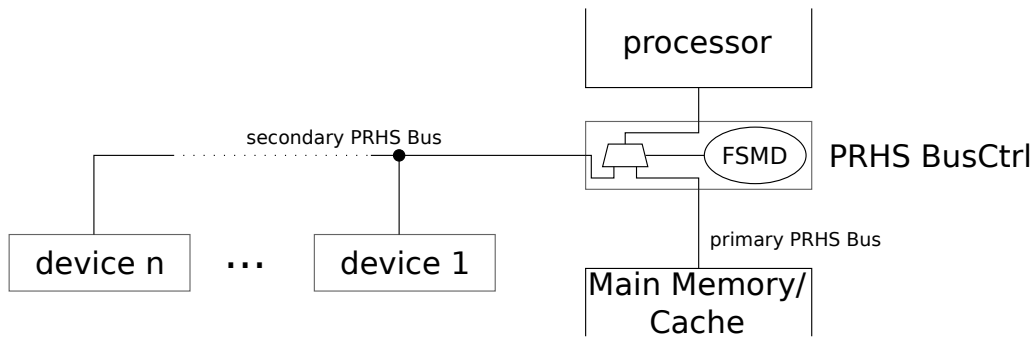 processor
secondary PRHS Bus
FSMD
PRHS BusCtrl
primary PRHS Bus
device n
...
device 1
Main Memory/
Cache